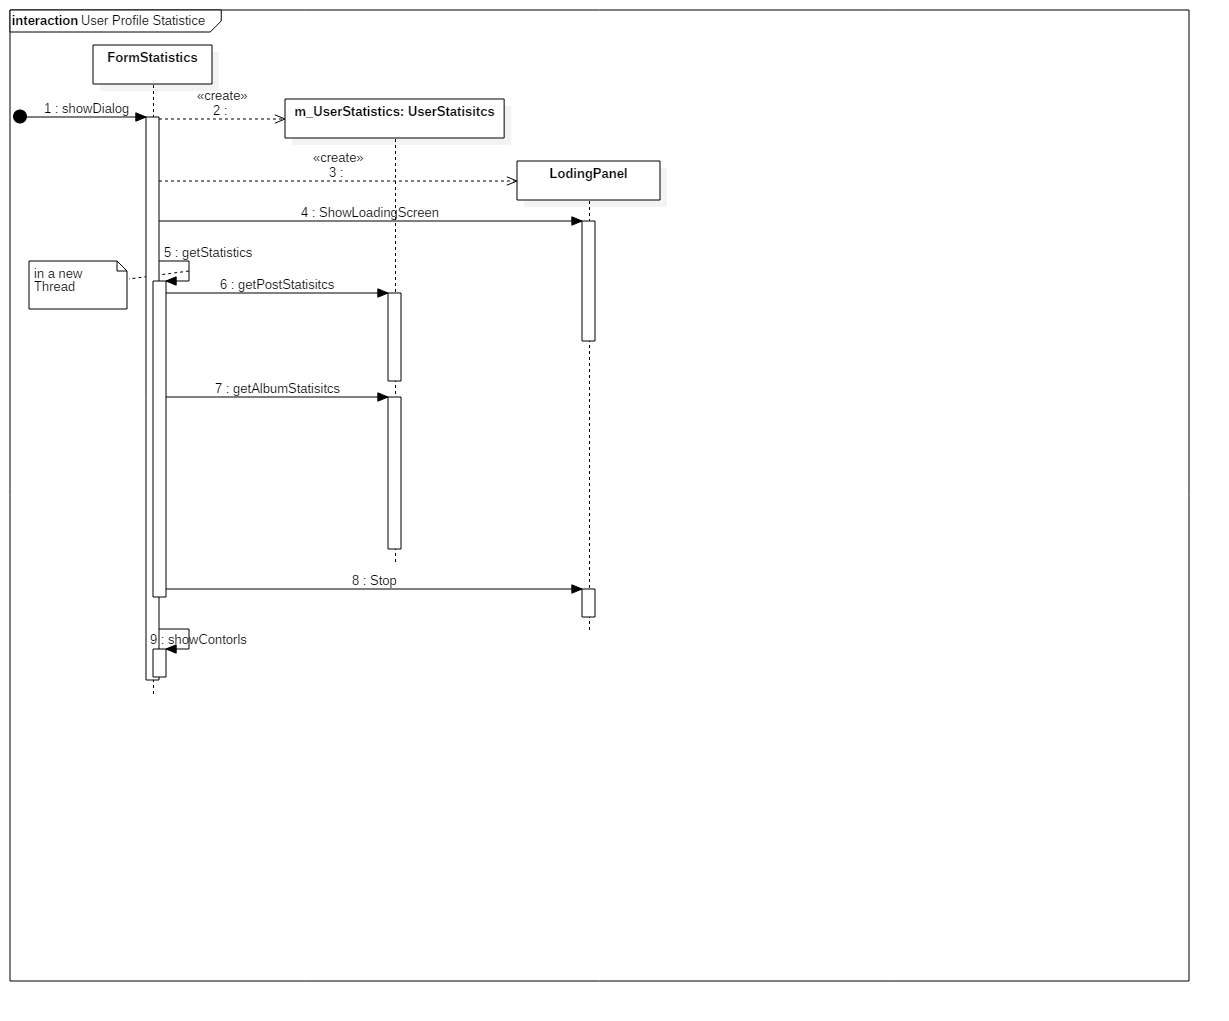 interaction User Profile Statistice
FormStatistics
«create»
1 : showDialog
2 :
m_UserStatistics: UserStatisitcs
«create»
3 :
LodingPanel
4 : ShowLoadingScreen
5 : getStatistics
in a new
Thread
6 : getPostStatisitcs
7 : getAlbumStatisitcs
8 : Stop
9 : showContorls